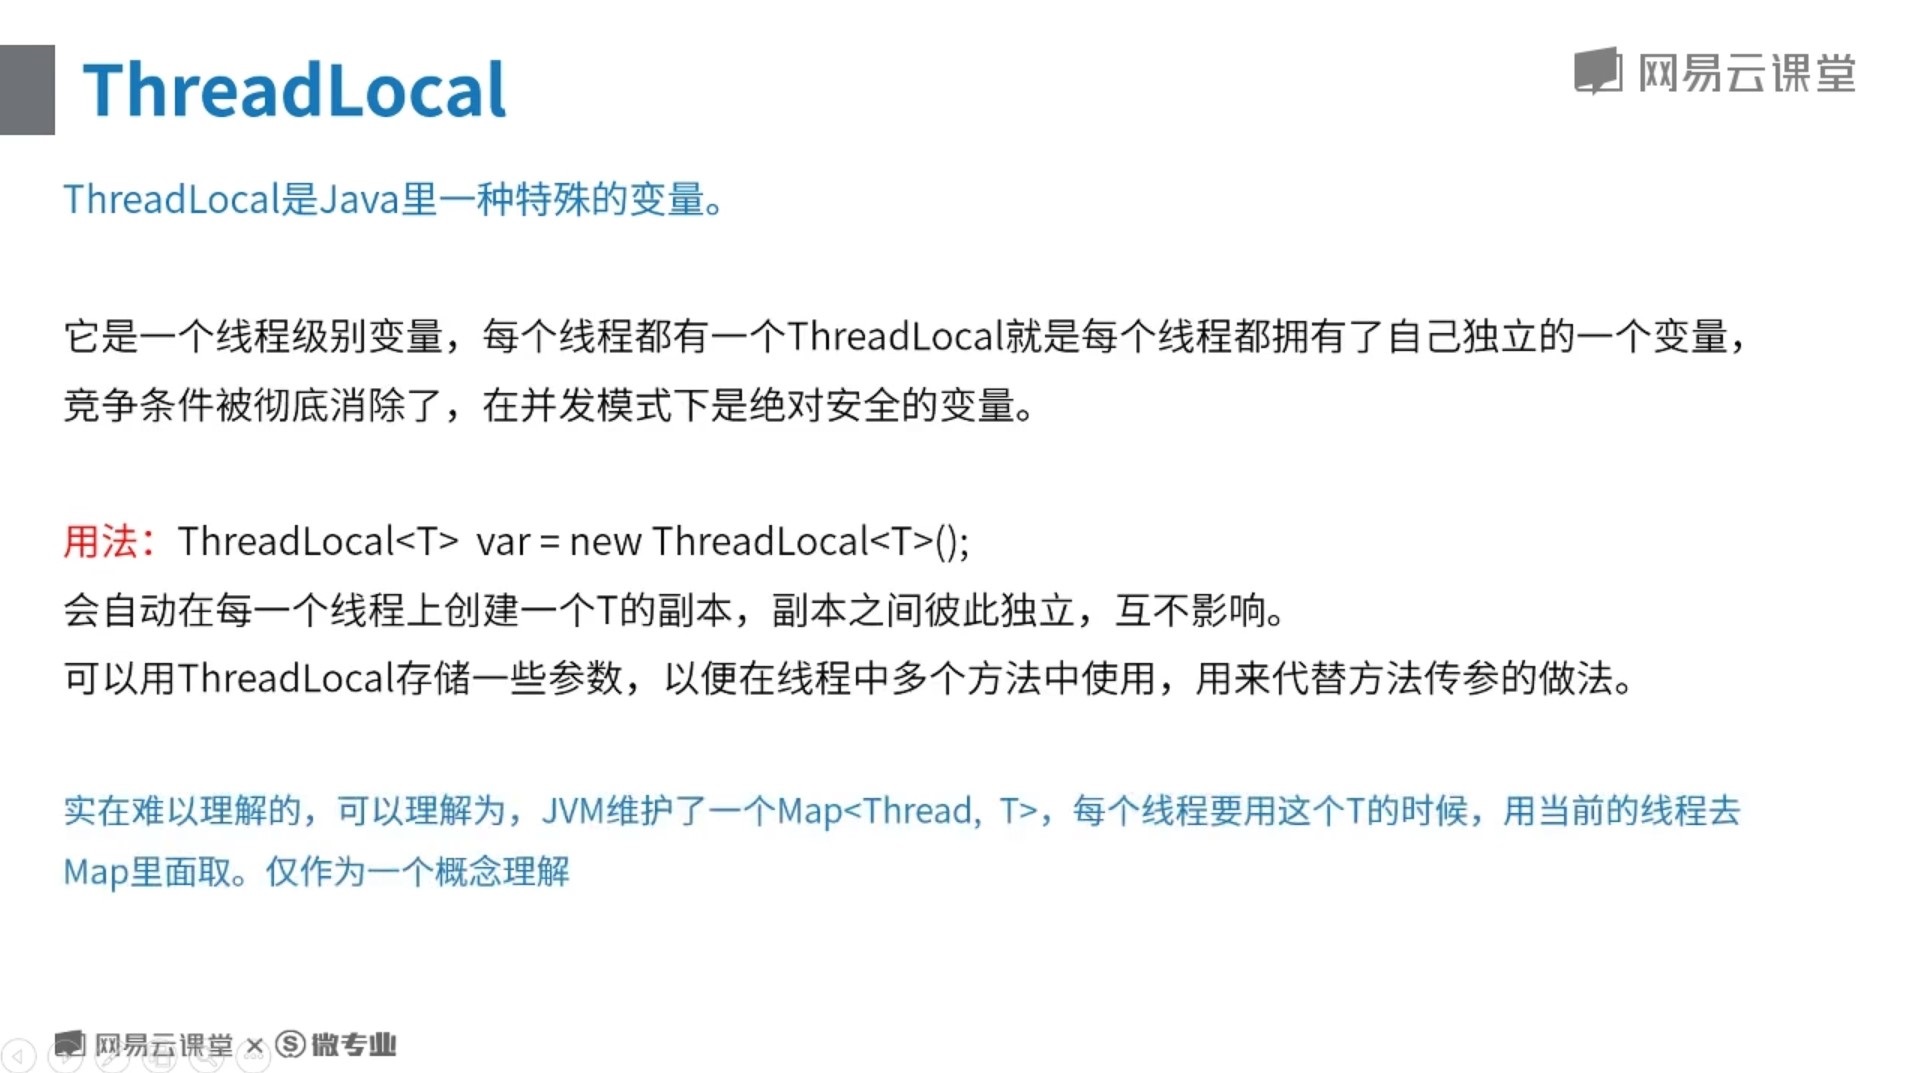 ThreadLocal
网易云课堂
ThreadLocal是Java里一种特殊的变量。
它是一个线程级别变量，每个线程都有一个ThreadLocal就是每个线程都拥有了自己独立的一个变量，
竞争条件被彻底消除了，在并发模式下是绝对安全的变量。
用法：ThreadLocal<T> var = new ThreadLocal<T>();
会自动在每一个线程上创建一个T的副本，副本之间彼此独立，互不影响。
可以用ThreadLocal存储一些参数，以便在线程中多个方法中使用，用来代替方法传参的做法。
实在难以理解的，可以理解为，JVM维护了一个Map<Thread, T>，每个线程要用这个T的时候，用当前的线程去
Map里面取。仅作为一个概念理解
网易云课堂 × 微专业